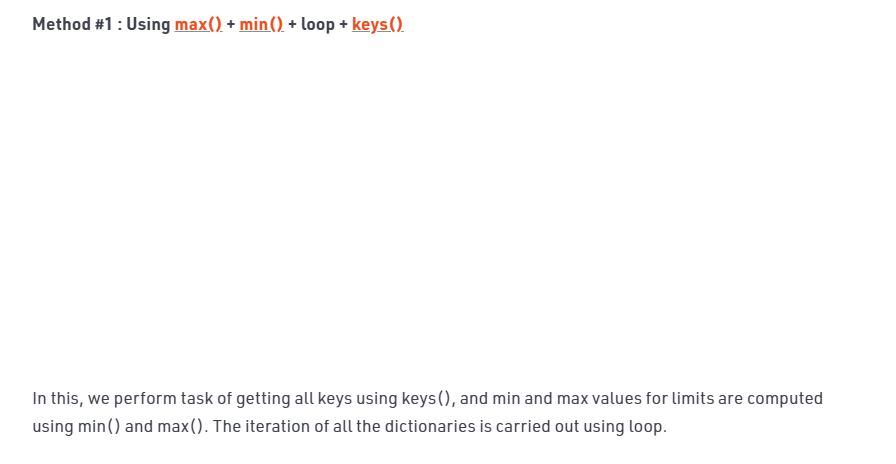 Method #1 : Using max() + min() + loop + keys()
In this, we perform task of getting all keys using keys(), and min and max values for limits are computed
using min() and max(). The iteration of all the dictionaries is carried out using loop.